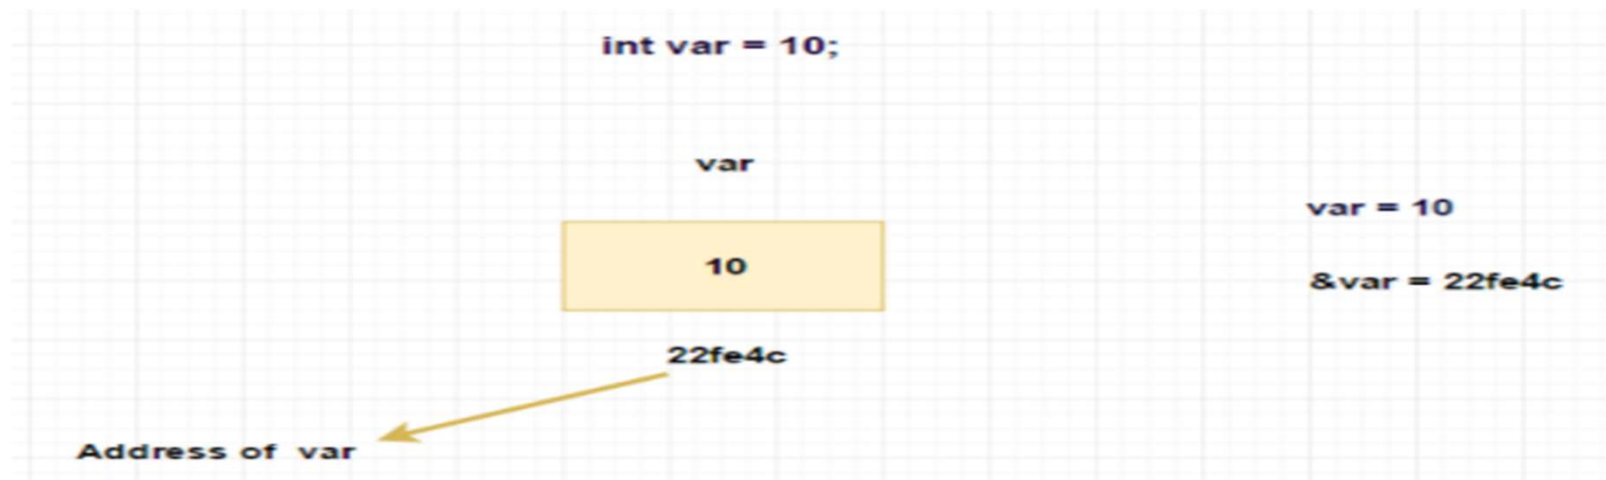 int var = 10;
var
var = 10
10
&var = 22fe4c
22fe4c
Address of var